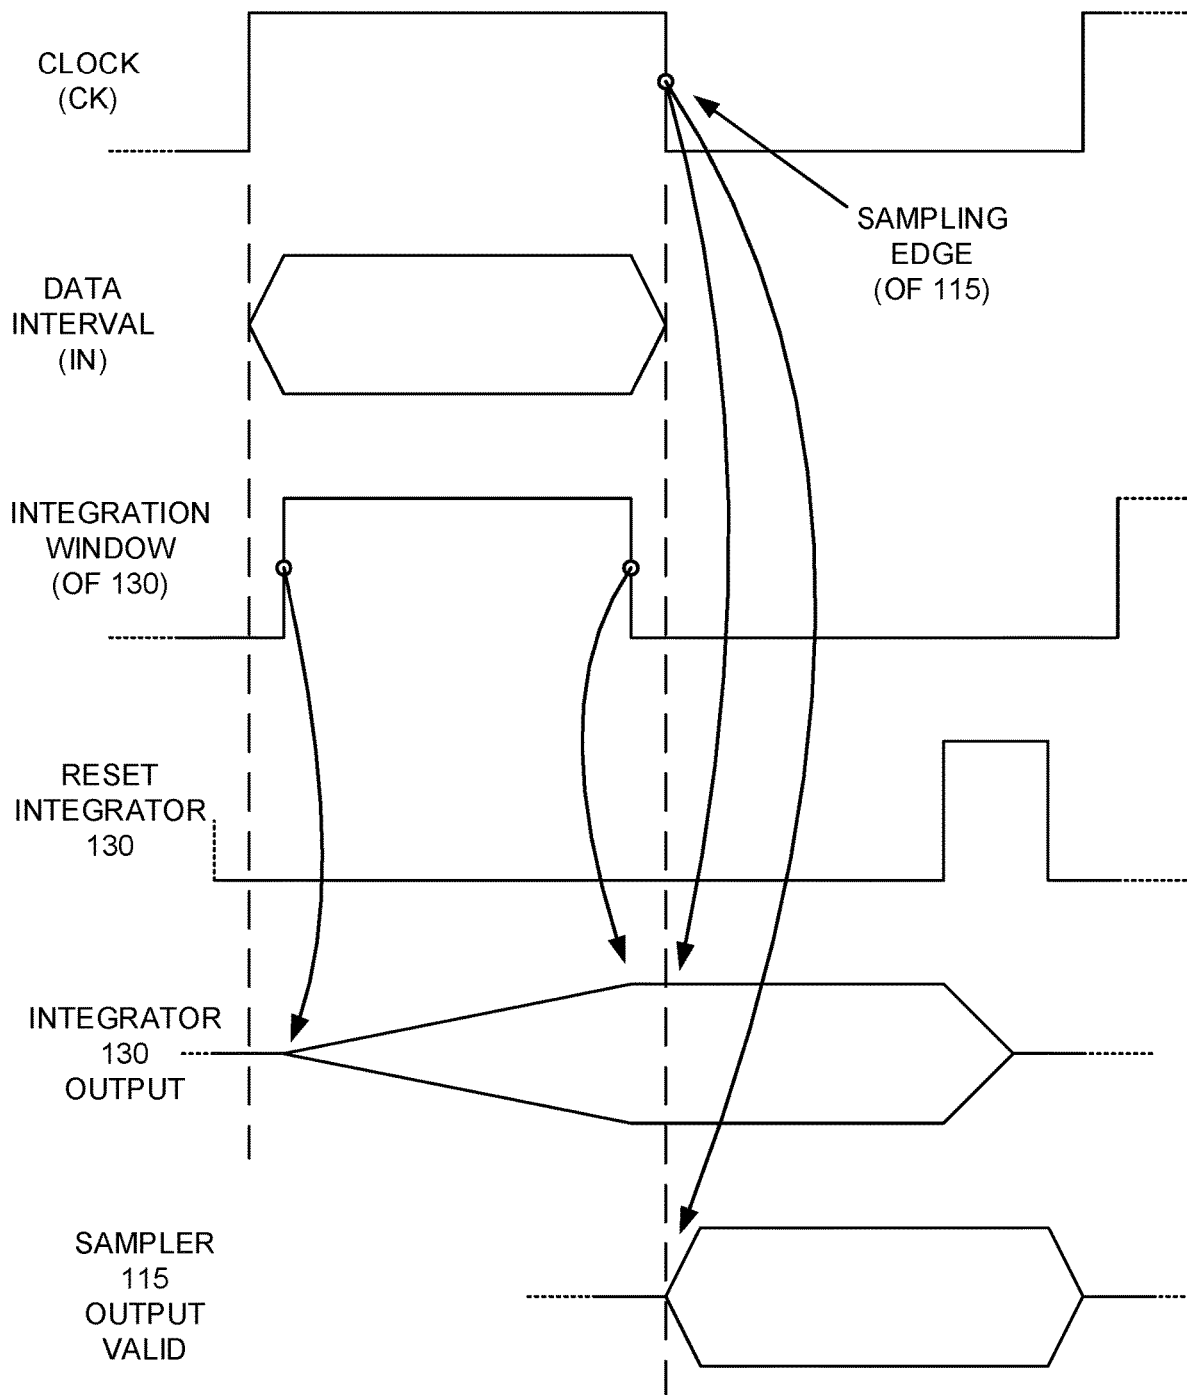 CLOCK
(CK)
SAMPLING
EDGE
(OF 115)
DATA
INTERVAL
(IN)
INTEGRATION
WINDOW
(OF 130)
RESET
INTEGRATOR
130
INTEGRATOR
130
OUTPUT
SAMPLER
115
OUTPUT
VALID